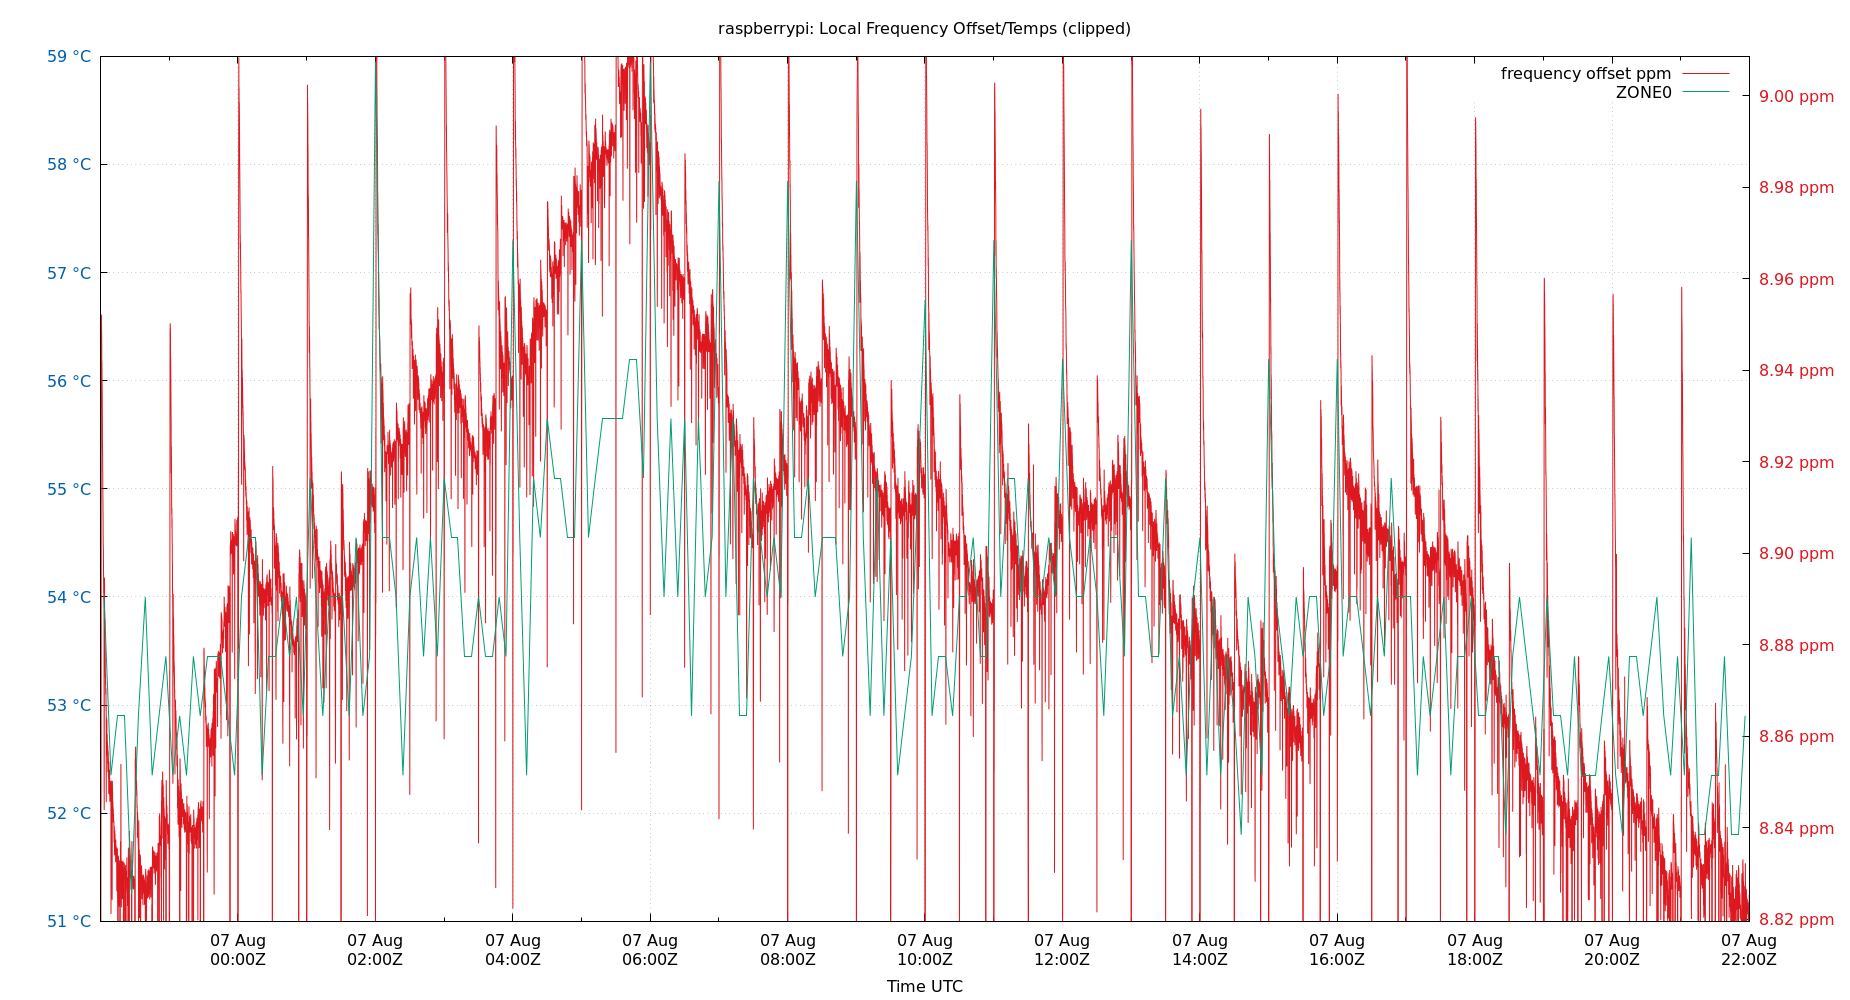 raspberrypi: Local Frequency Offset/Temps (clipped)
frequency offset ppm
ZONE0
59 °C
58 °C
57 °C
56 °C
55 °C
54 °C
53 °C
52 °C
51 °C
9.00 ppm
8.98 ppm
8.96 ppm
8.94 ppm
8.92 ppm
8.90 ppm
8.88 ppm
8.86 ppm
8.84 ppm
8.82 ppm
07 Aug 07 Aug 07 Aug 07 Aug 07 Aug 07 Aug 07 Aug 07 Aug 07 Aug 07 Aug 07 Aug 07 Aug
00:00Z 02:00Z 04:00Z 06:00Z 08:00Z 10:00Z 12:00Z 14:00Z 16:00Z 18:00Z 20:00Z 22:00Z
Time UTC